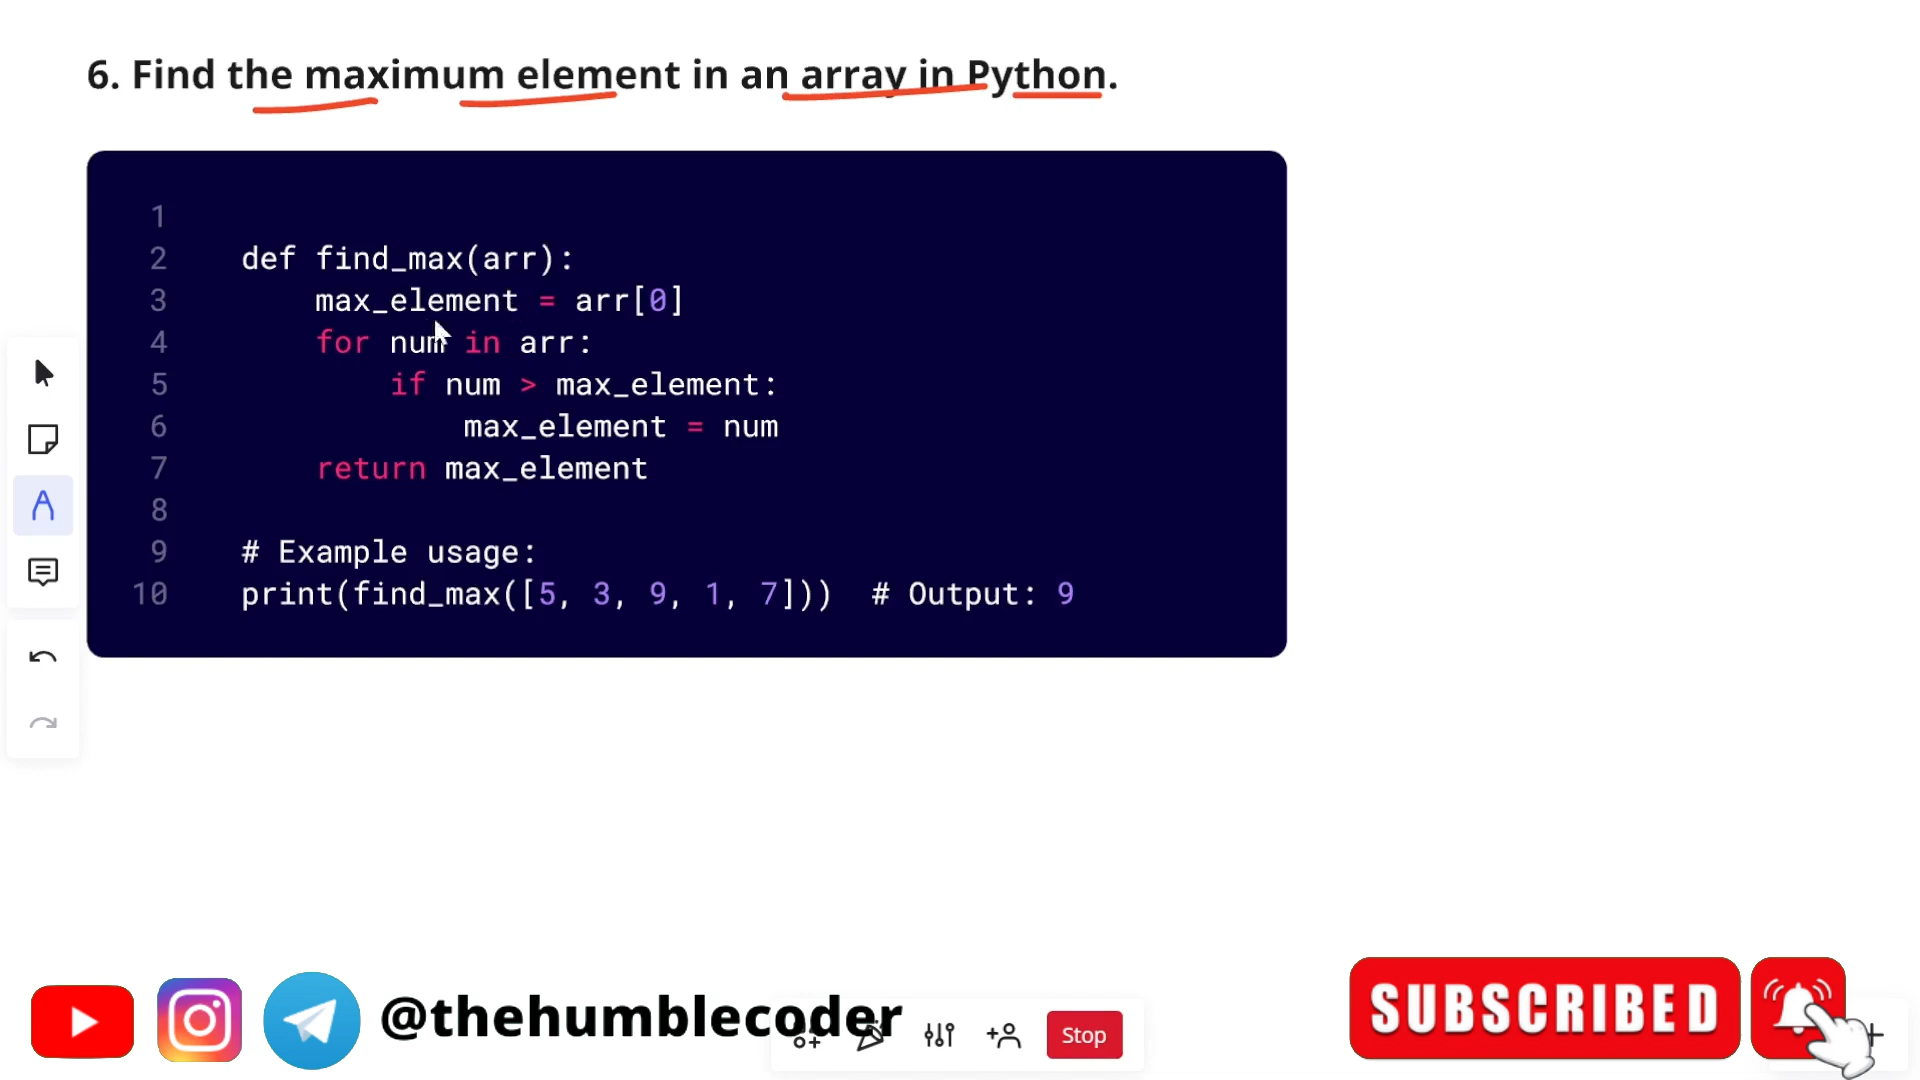 6. Find the maximum element in an array in Python.
1
2 def find_max(arr):
3 max_element = arr[0]
4 for num in arr:
5 if num > max_element:
6 max_element = num
7 return max_element
8
9 # Example usage:
10 print(find_max([5, 3, 9, 1, 7])) # Output: 9
@thehumblecoder
Stop
SUBSCRIBED